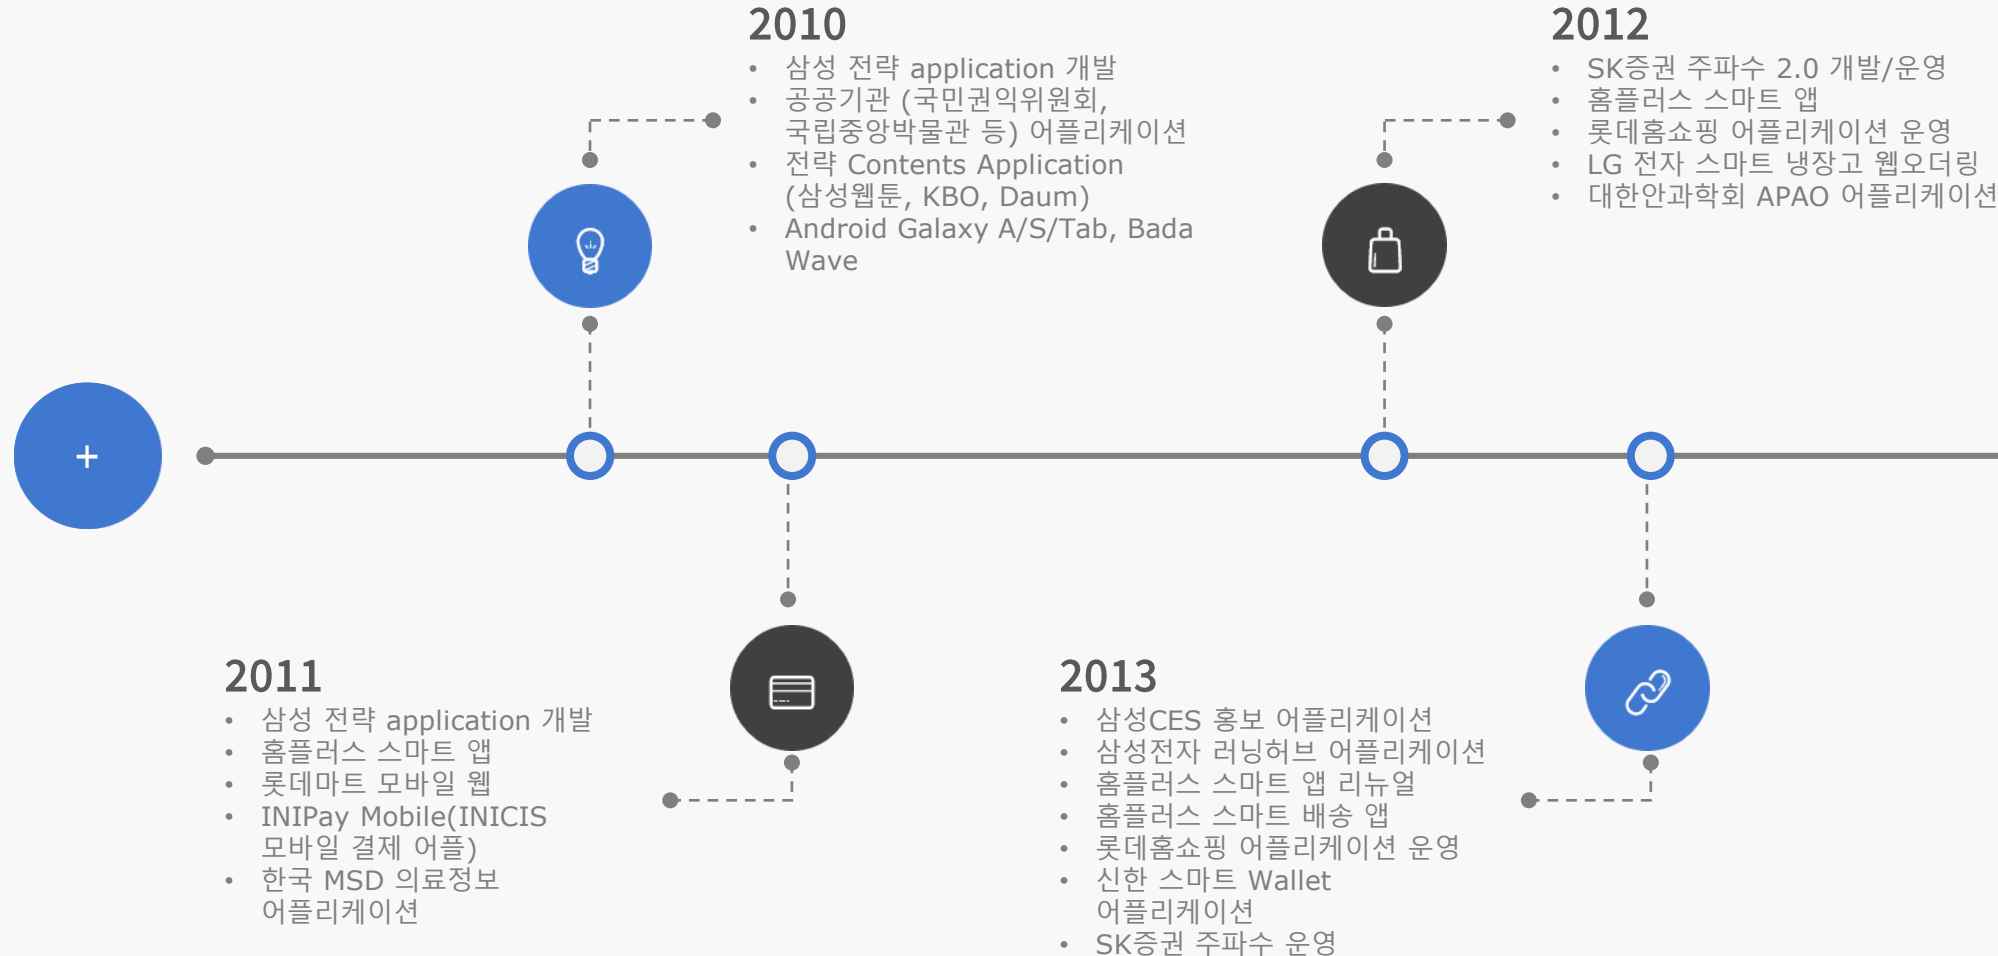 2010
• 삼성 전략 application 개발
• 공공기관 (국민권익위원회,
국립중앙박물관 등) 어플리케이션
• 전략 Contents Application
(삼성웹툰, KBO, Daum)
• Android Galaxy A/S/Tab, Bada
Wave
2012
• SK증권 주파수 2.0 개발/운영
• 홈플러스 스마트 앱
• 롯데홈쇼핑 어플리케이션 운영
• LG 전자 스마트 냉장고 웹오더링
• 대한안과학회 APAO 어플리케이션
+
2011
• 삼성 전략 application 개발
• 홈플러스 스마트 앱
• 롯데마트 모바일 웹
• INIPay Mobile(INICIS
모바일 결제 어플)
• 한국 MSD 의료정보
어플리케이션
2013
• 삼성CES 홍보 어플리케이션
• 삼성전자 러닝허브 어플리케이션
• 홈플러스 스마트 앱 리뉴얼
• 홈플러스 스마트 배송 앱
• 롯데홈쇼핑 어플리케이션 운영
• 신한 스마트 Wallet
어플리케이션
• SK증권 주파수 운영